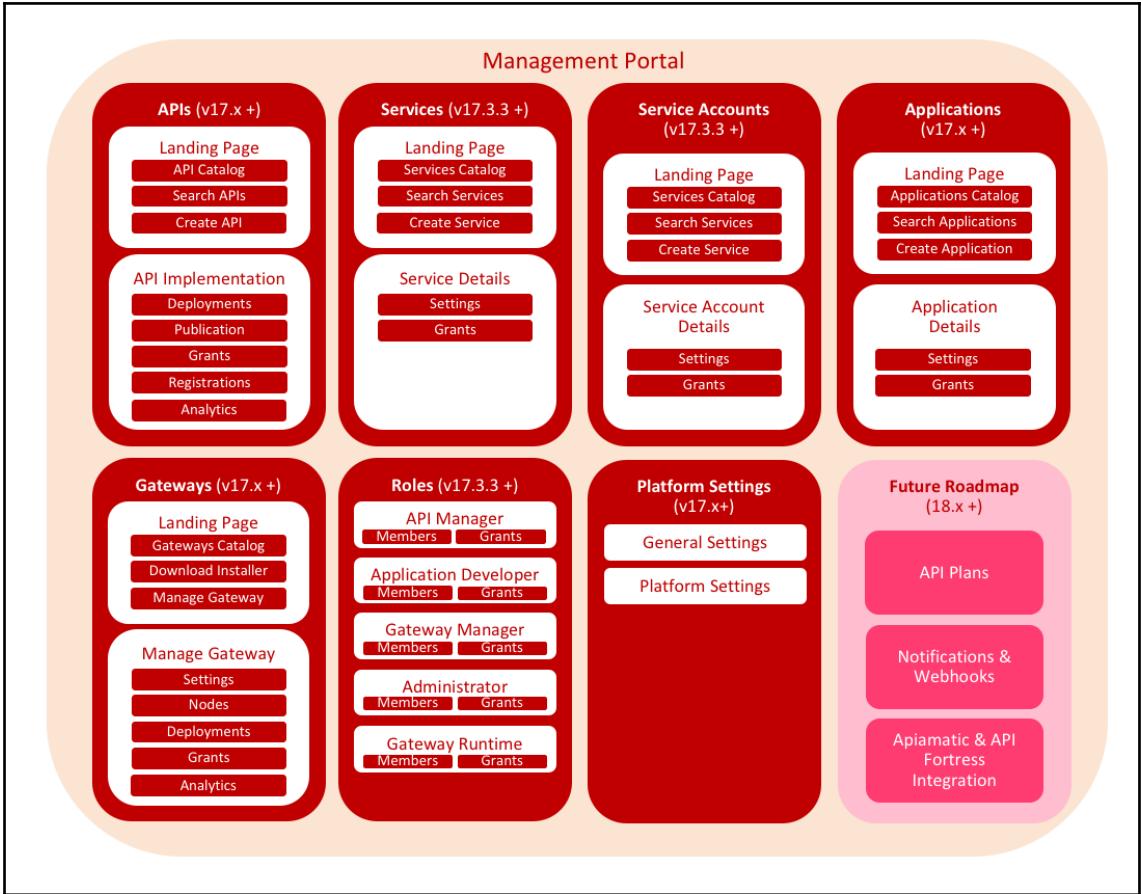 Management Portal
APIs (v17.x +)
Landing Page
API Catalog
Search APIs
Create API
API Implementation
Deployments
Publication
Grants
Registrations
Analytics
Services (v17.3.3 +)
Landing Page
Services Catalog
Search Services
Create Service
Service Details
Settings
Grants
Service Accounts
(v17.3.3 +)
Landing Page
Services Catalog
Search Services
Create Service
Service Account
Details
Settings
Grants
Applications
(v17.x +)
Landing Page
Applications Catalog
Search Applications
Create Application
Application
Details
Settings
Grants
Gateways (v17.x +)
Landing Page
Gateways Catalog
Download Installer
Manage Gateway
Manage Gateway
Settings
Nodes
Deployments
Grants
Analytics
Roles (v17.3.3 +)
API Manager
Members Grants
Application Developer
Members Grants
Gateway Manager
Members Grants
Administrator
Members Grants
Gateway Runtime
Members Grants
Platform Settings
(v17.x+)
General Settings
Platform Settings
Future Roadmap
(18.x +)
API Plans
Notifications &
Webhooks
Apiamatic & API
Fortress
Integration